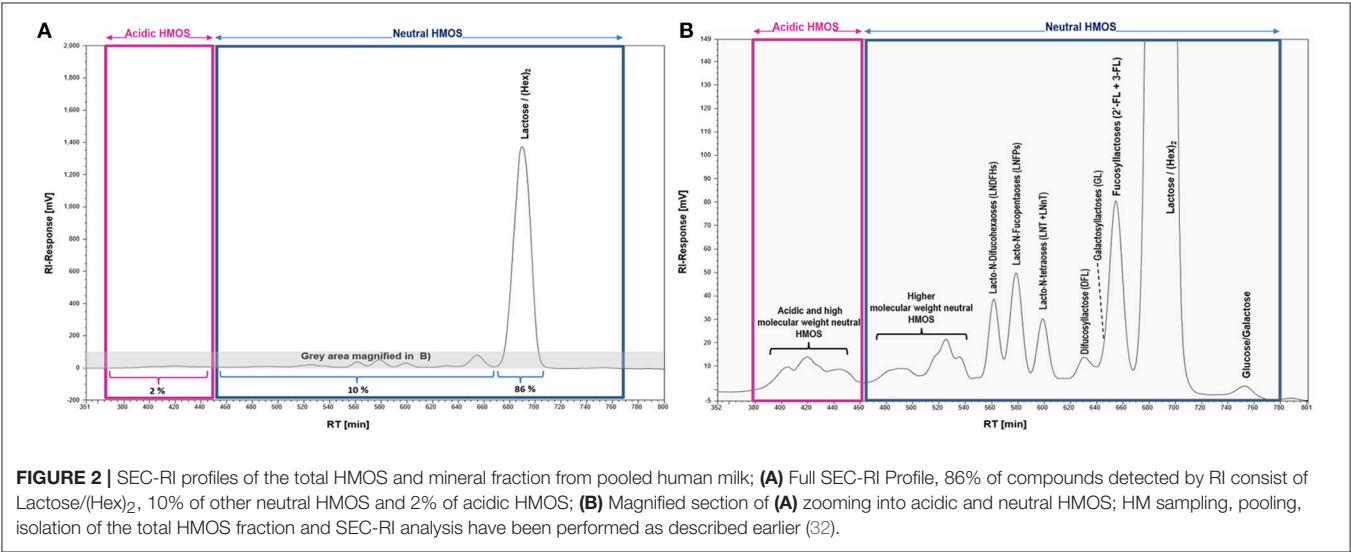 A
Acidic HMOS
Neutral HMOS
2,000
1,800
1,600
1,400
1,200
1,000
800
600
400
200
0
-200
RI-Response [mV]
Lactose / (Hex)2
Grey area magnified in B)
2 %
10 %
86 %
351 380 400 420 440 460 480 500 520 540 560 580 600 620 640 660 680 700 720 740 760 780 800
RT [min]
B
Acidic HMOS
Neutral HMOS
149
140
130
120
110
100
90
80
70
60
50
40
30
20
10
-5
RI-Response [mV]
Acidic and high
molecular weight neutral
HMOS
Higher
molecular weight neutral
HMOS
Lacto-N-Difucohexaoses (LNDFHs)
Lacto-N-Fucopentaoses (LNFPs)
Lacto-N-tetraoses (LNT +LNnT)
Difucosyllactose (DFL)
Galactosyllactoses (GL)
Fucosyllactoses (2'-FL + 3-FL)
Lactose / (Hex)2
Glucose/Galactose
352 380 400 420 440 460 480 500 520 540 560 580 600 620 640 660 680 700 720 740 760 780 801
RT [min]
FIGURE 2 | SEC-RI profiles of the total HMOS and mineral fraction from pooled human milk; (A) Full SEC-RI Profile, 86% of compounds detected by RI consist of
Lactose/(Hex)2, 10% of other neutral HMOS and 2% of acidic HMOS; (B) Magnified section of (A) zooming into acidic and neutral HMOS; HM sampling, pooling,
isolation of the total HMOS fraction and SEC-RI analysis have been performed as described earlier (32).